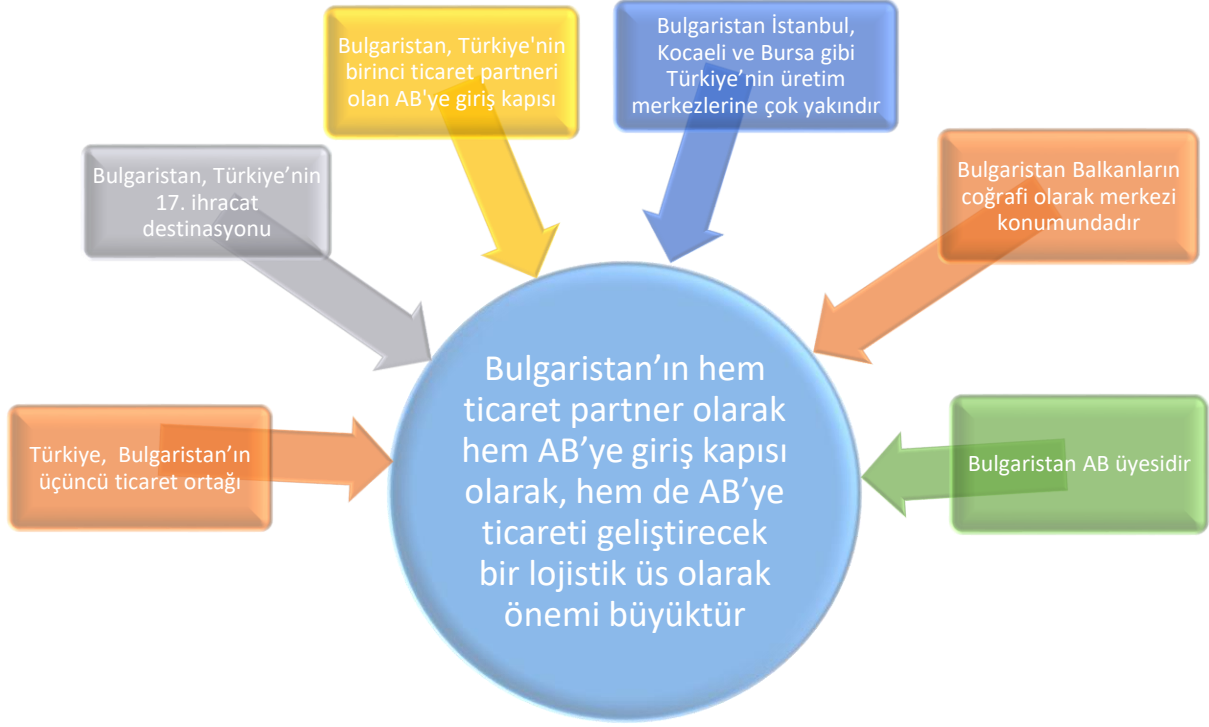 Bulgaristan, Türkiye'nin
birinci ticaret partneri
olan AB'ye giriş kapısı
Bulgaristan İstanbul,
Kocaeli ve Bursa gibi
Türkiye’nin üretim
merkezlerine çok yakındır
Bulgaristan, Türkiye’nin
17. ihracat
destinasyonu
Bulgaristan Balkanların
coğrafi olarak merkezi
konumundadır
Türkiye, Bulgaristan’ın
üçüncü ticaret ortağı
Bulgaristan AB üyesidir
Bulgaristan’ın hem
ticaret partner olarak
hem AB’ye giriş kapısı
olarak, hem de AB’ye
ticareti geliştirecek
bir lojistik üs olarak
önemi büyüktür